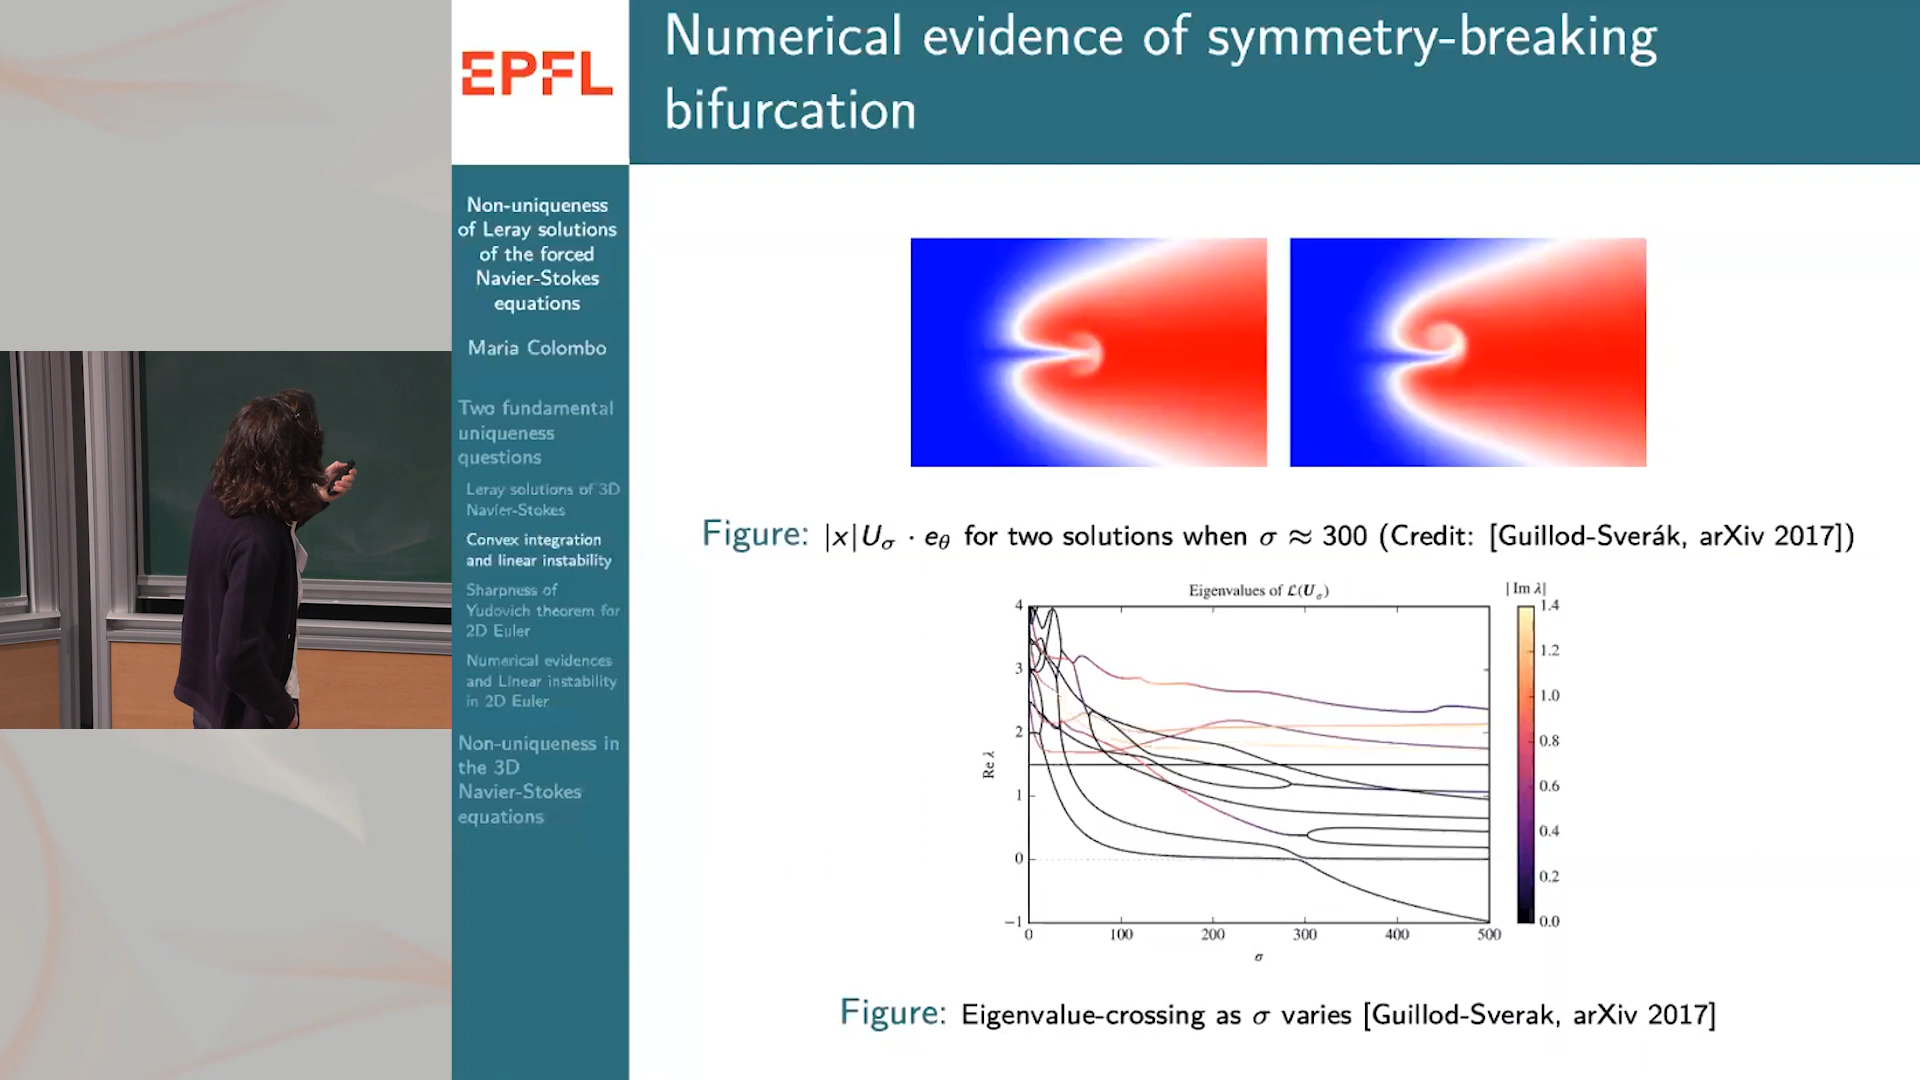 EPFL
Numerical evidence of symmetry-breaking
bifurcation
Non-uniqueness
of Leray solutions
of the forced
Navier-Stokes
equations
Maria Colombo
Two fundamental
uniqueness
questions
Leray solutions of 3D
Navier-Stokes
Convex integration
and linear instability
Sharpness of
Yudovich theorem for
2D Euler
Numerical evidences
and Linear instability
in 2D Euler
Non-uniqueness in
the 3D
Navier-Stokes
equations
Figure: |x|U_σ · e_θ for two solutions when σ ≈ 300 (Credit: [Guillod-Sverák, arXiv 2017])
Eigenvalues of 𝓛(U_σ)
|Im λ|
4
3
2
1
0
−1
Re λ
0 100 200 300 400 500
σ
1.4
1.2
1.0
0.8
0.6
0.4
0.2
0.0
Figure: Eigenvalue-crossing as σ varies [Guillod-Sverak, arXiv 2017]